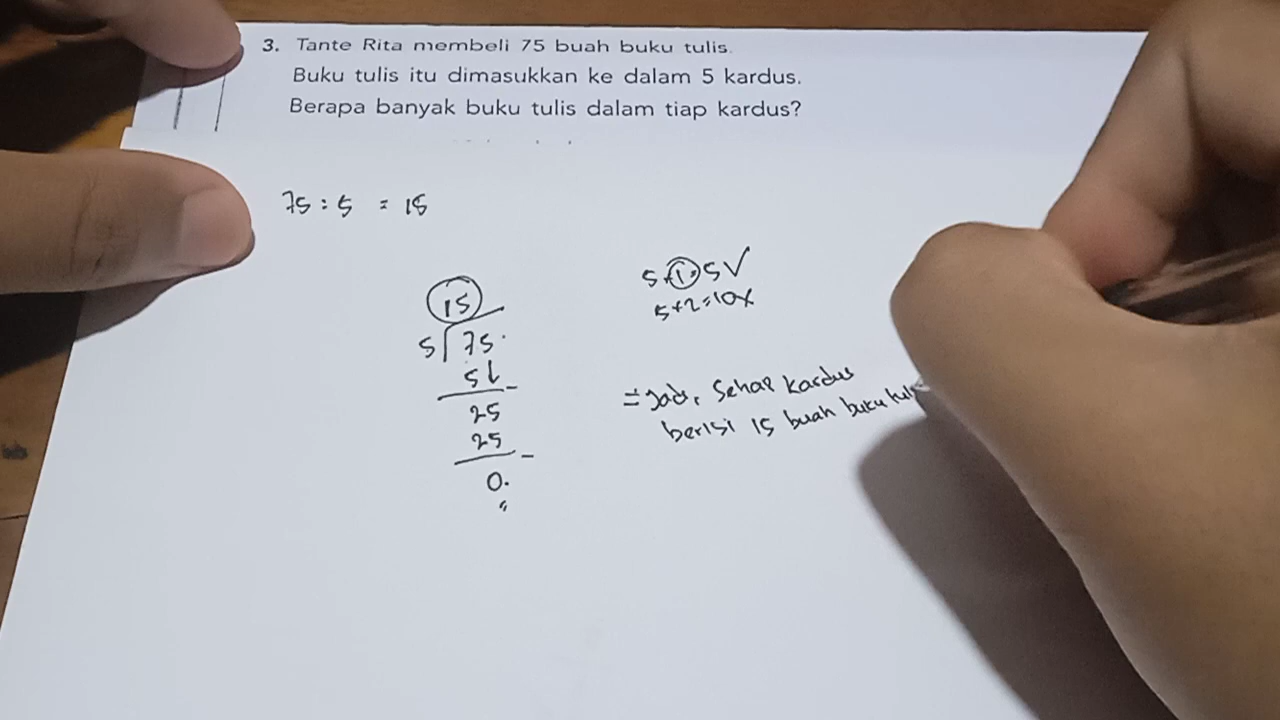 3. Tante Rita membeli 75 buah buku tulis.
Buku tulis itu dimasukkan ke dalam 5 kardus.
Berapa banyak buku tulis dalam tiap kardus?
75 : 5 = 15
15
5 75
5
25
25
0
5 × 1 = 5 ✓
5 × 2 = 10 x
= Jadi, Setiap kardus
berisi 15 buah buku tulis